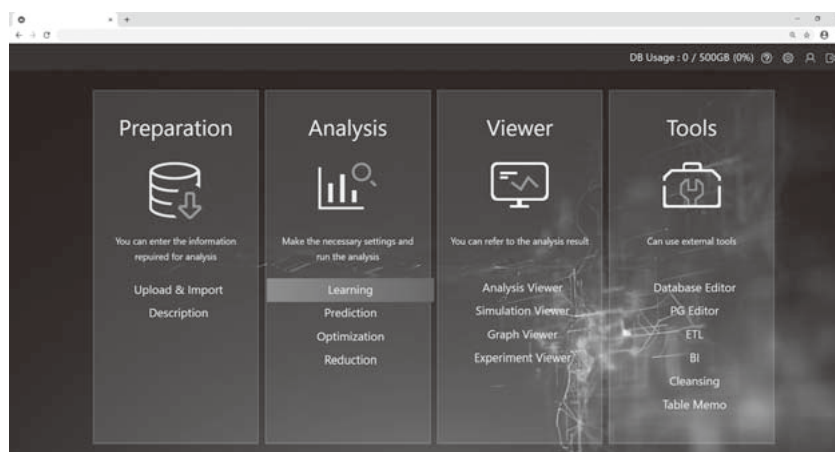 DB Usage : 0 / 500GB (0%)
Preparation
You can enter the information
repuired for analysis
Upload & Import
Description
Analysis
Make the necessary settings and
run the analysis
Learning
Prediction
Optimization
Reduction
Viewer
You can refer to the analysis result
Analysis Viewer
Simulation Viewer
Graph Viewer
Experiment Viewer
Tools
Can use external tools
Database Editor
PG Editor
ETL
BI
Cleansing
Table Memo